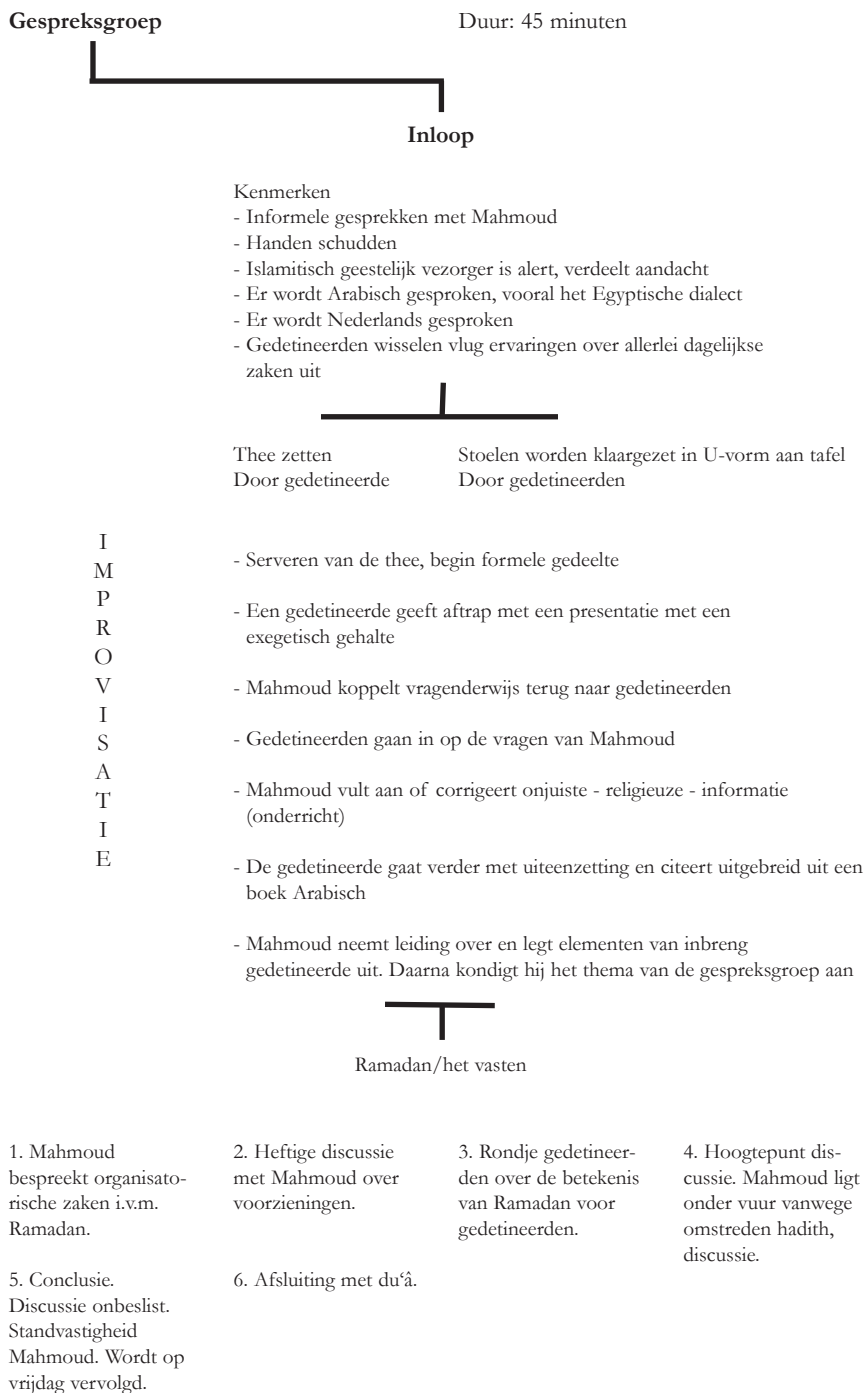 Gespreksgroep
Duur: 45 minuten
Inloop
Kenmerken
- Informele gesprekken met Mahmoud
- Handen schudden
- Islamitisch geestelijk vezorger is alert, verdeelt aandacht
- Er wordt Arabisch gesproken, vooral het Egyptische dialect
- Er wordt Nederlands gesproken
- Gedetineerden wisselen vlug ervaringen over allerlei dagelijkse
zaken uit
Thee zetten
Door gedetineerde
Stoelen worden klaargezet in U-vorm aan tafel
Door gedetineerden
I
M
P
R
O
V
I
S
A
T
I
E
- Serveren van de thee, begin formele gedeelte
- Een gedetineerde geeft aftrap met een presentatie met een
exegetisch gehalte
- Mahmoud koppelt vragenderwijs terug naar gedetineerden
- Gedetineerden gaan in op de vragen van Mahmoud
- Mahmoud vult aan of corrigeert onjuiste - religieuze - informatie
(onderricht)
- De gedetineerde gaat verder met uiteenzetting en citeert uitgebreid uit een
boek Arabisch
- Mahmoud neemt leiding over en legt elementen van inbreng
gedetineerde uit. Daarna kondigt hij het thema van de gespreksgroep aan
Ramadan/het vasten
1. Mahmoud
bespreekt organisato-
rische zaken i.v.m.
Ramadan.
2. Heftige discussie
met Mahmoud over
voorzieningen.
3. Rondje gedetineer-
den over de betekenis
van Ramadan voor
gedetineerden.
4. Hoogtepunt dis-
cussie. Mahmoud ligt
onder vuur vanwege
omstreden hadith,
discussie.
5. Conclusie.
Discussie onbeslist.
Standvastigheid
Mahmoud. Wordt op
vrijdag vervolgd.
6. Afsluiting met du‘â.